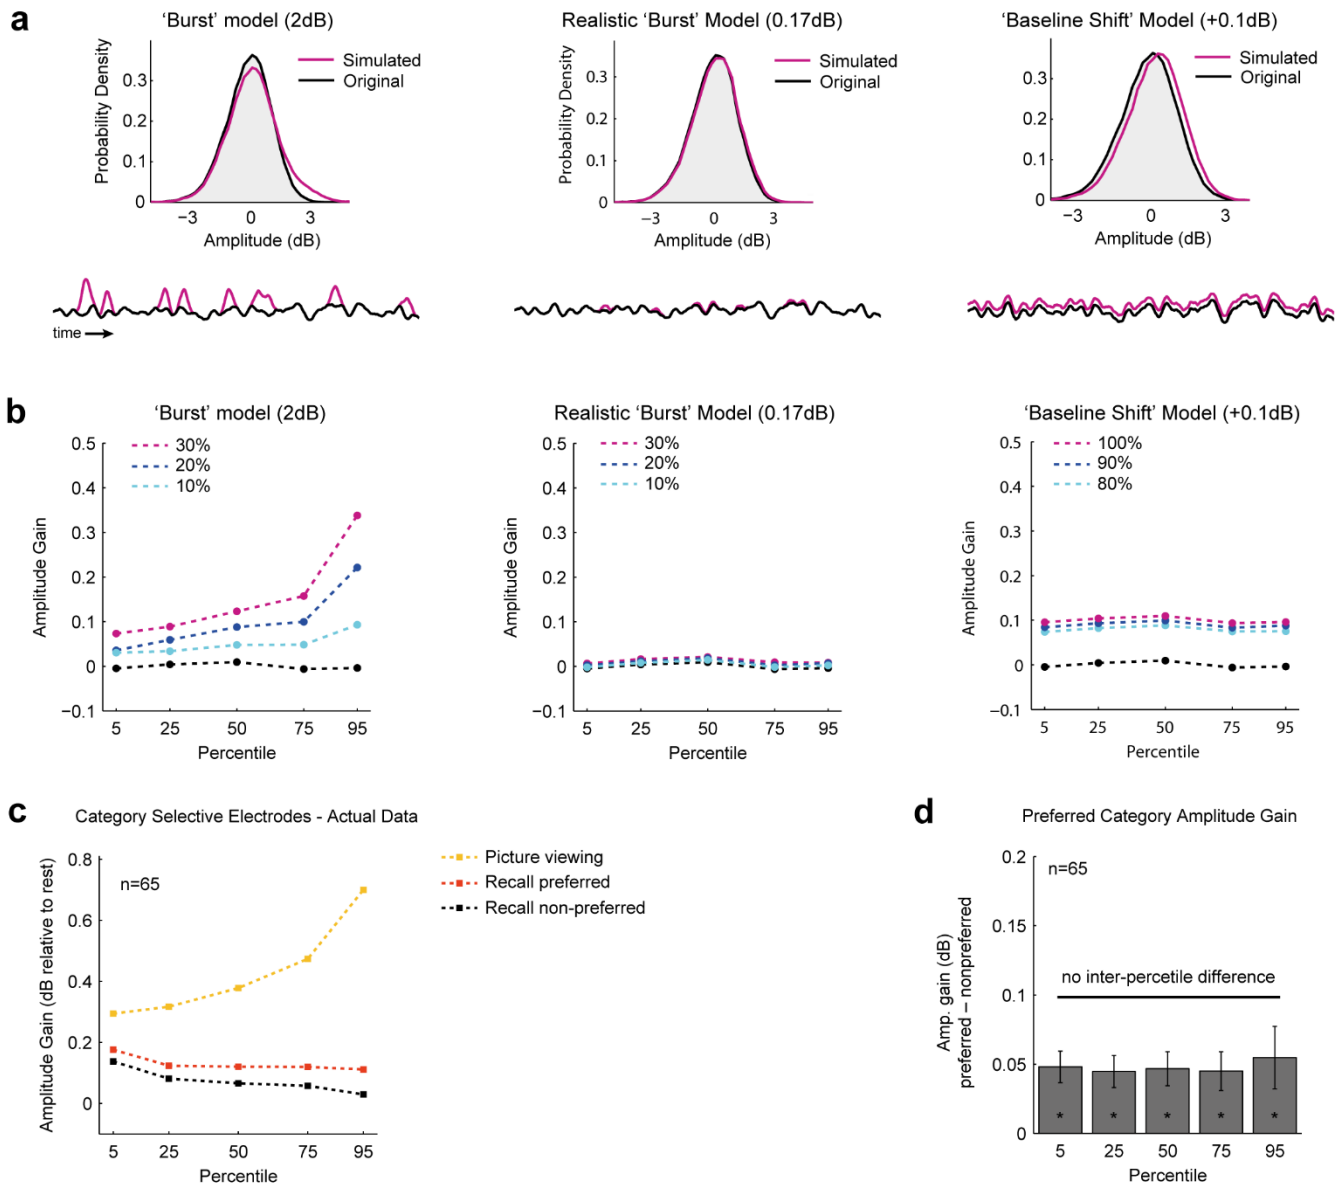 a
'Burst' model (2dB)
Probability Density
0.3
0.2
0.1
0
−3
0
3
Amplitude (dB)
Simulated
Original
time
Realistic 'Burst' Model (0.17dB)
Probability Density
0.3
0.2
0.1
0
−3
0
3
Amplitude (dB)
Simulated
Original
'Baseline Shift' Model (+0.1dB)
Probability Density
0.3
0.2
0.1
0
−3
0
3
Amplitude (dB)
Simulated
Original
b
'Burst' model (2dB)
30%
20%
10%
Amplitude Gain
0.5
0.4
0.3
0.2
0.1
0
−0.1
5 25 50 75 95
Percentile
Realistic 'Burst' Model (0.17dB)
30%
20%
10%
Amplitude Gain
0.5
0.4
0.3
0.2
0.1
0
−0.1
5 25 50 75 95
Percentile
'Baseline Shift' Model (+0.1dB)
100%
90%
80%
Amplitude Gain
0.5
0.4
0.3
0.2
0.1
0
−0.1
5 25 50 75 95
Percentile
c
Category Selective Electrodes - Actual Data
n=65
Amplitude Gain (dB relative to rest)
0.8
0.6
0.4
0.2
0
5 25 50 75 95
Percentile
Picture viewing
Recall preferred
Recall non-preferred
d
Preferred Category Amplitude Gain
n=65
Amp. gain (dB)
preferred – nonpreferred
0.2
0.15
0.1
0.05
0
no inter-percetile difference
* * * * *
5 25 50 75 95
Percentile